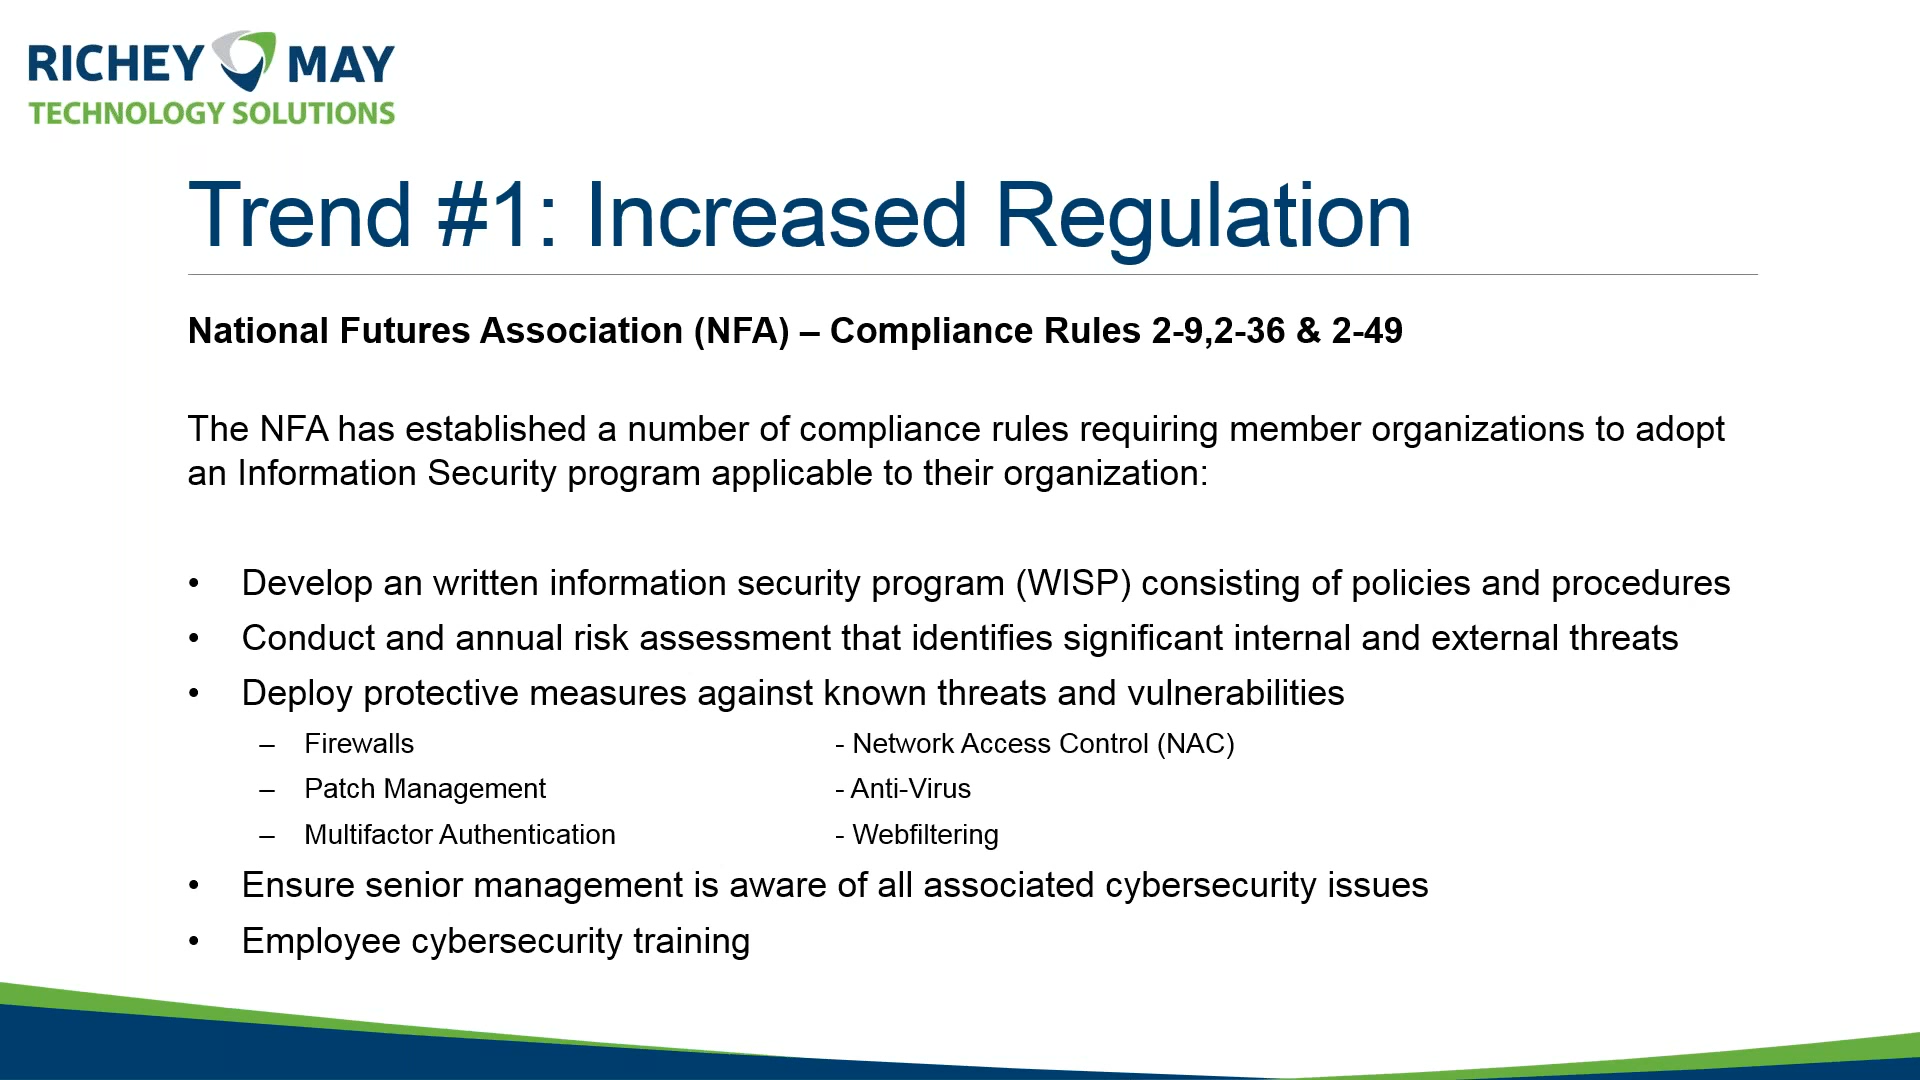 RICHEY MAY
TECHNOLOGY SOLUTIONS
Trend #1: Increased Regulation
National Futures Association (NFA) – Compliance Rules 2-9,2-36 & 2-49
The NFA has established a number of compliance rules requiring member organizations to adopt
an Information Security program applicable to their organization:
• Develop an written information security program (WISP) consisting of policies and procedures
• Conduct and annual risk assessment that identifies significant internal and external threats
• Deploy protective measures against known threats and vulnerabilities
– Firewalls - Network Access Control (NAC)
– Patch Management - Anti-Virus
– Multifactor Authentication - Webfiltering
• Ensure senior management is aware of all associated cybersecurity issues
• Employee cybersecurity training